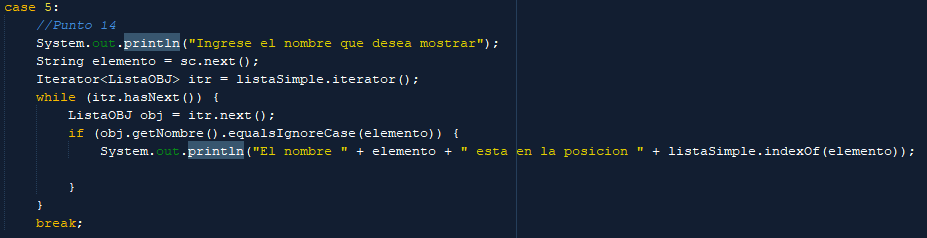 case 5:
//Punto 14
System.out.println("Ingrese el nombre que desea mostrar");
String elemento = sc.next();
Iterator<ListaOBJ> itr = listaSimple.iterator();
while (itr.hasNext()) {
ListaOBJ obj = itr.next();
if (obj.getNombre().equalsIgnoreCase(elemento)) {
System.out.println("El nombre " + elemento + " esta en la posicion " + listaSimple.indexOf(elemento));
}
}
break;